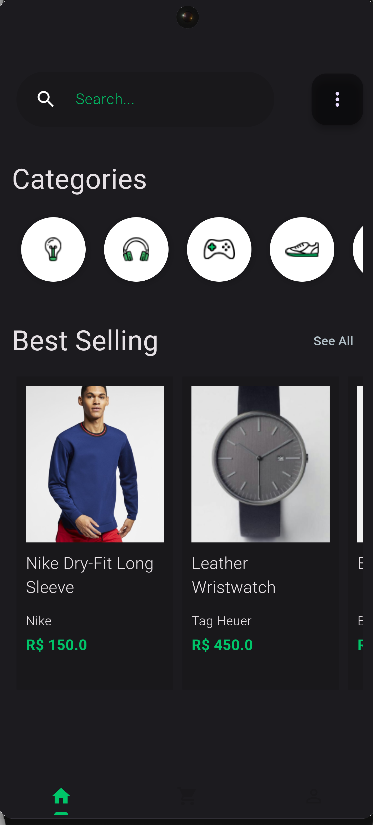 Search...
Categories
Best Selling
See All
Nike Dry-Fit Long
Sleeve
Nike
R$ 150.0
Leather
Wristwatch
Tag Heuer
R$ 450.0